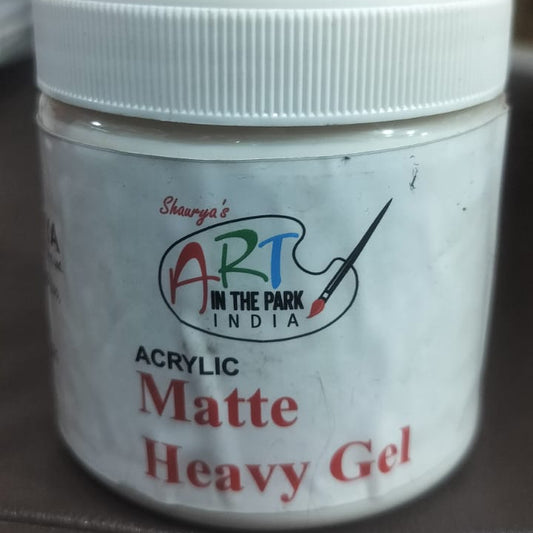 Shaurya's
ART
IN THE PARK
INDIA
ACRYLIC
Matte
Heavy Gel